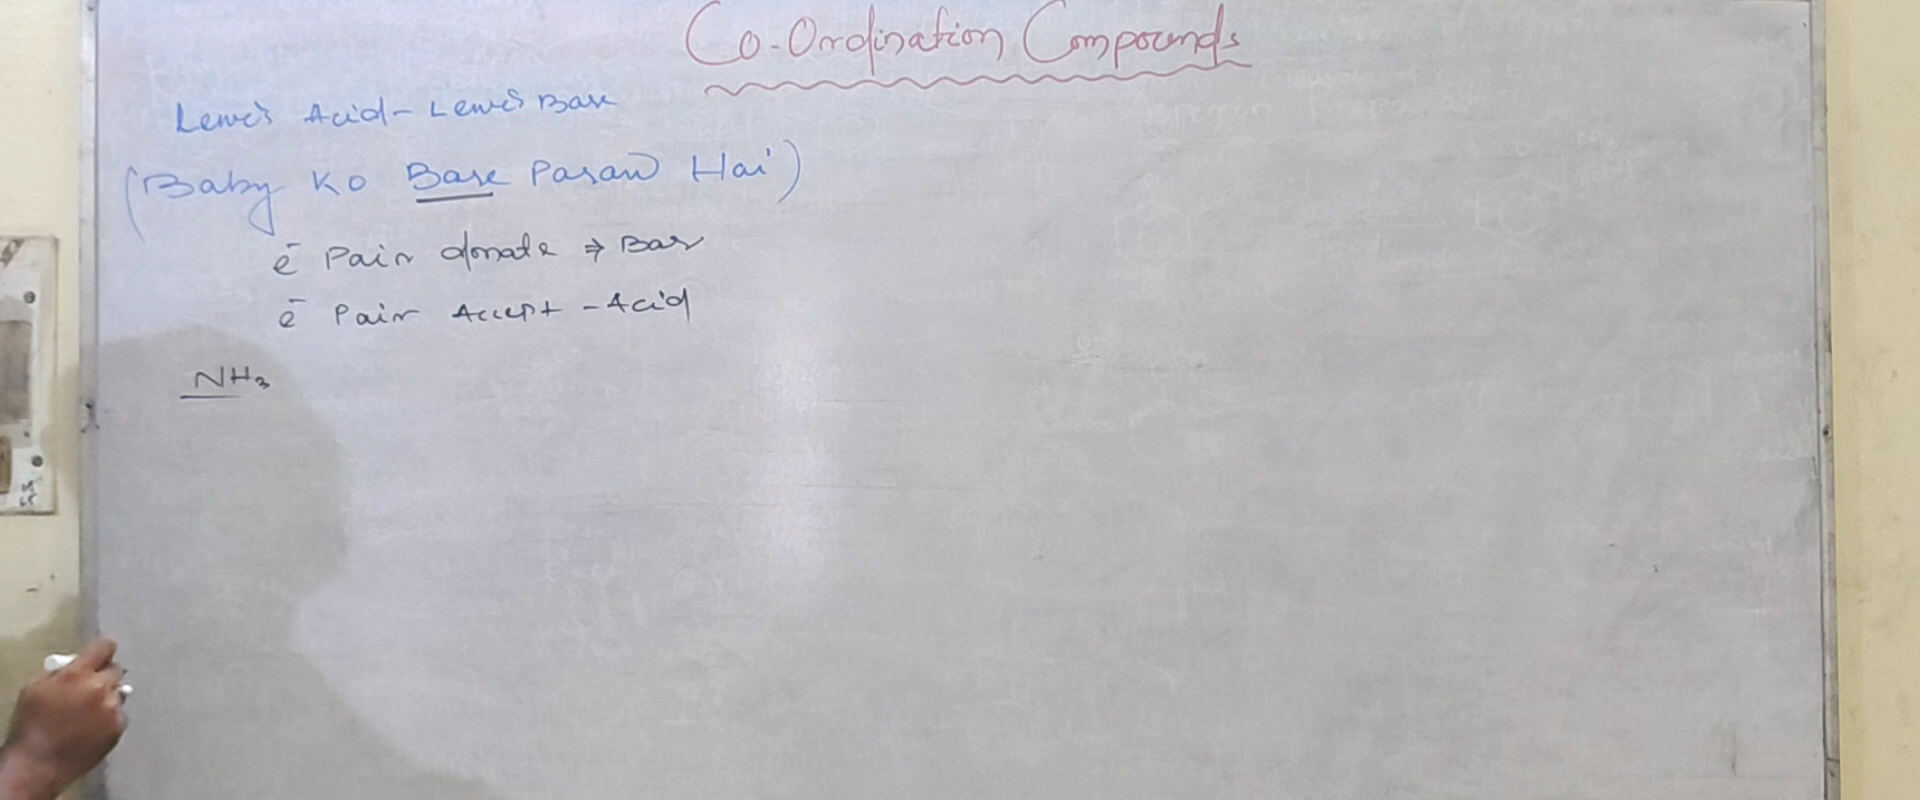 Co-Ordination Compounds
Lewis Acid - Lewis Base
(Baby Ko Base Pasand Hai)
e⁻ Pair donate ⇒ Base
e⁻ Pair Accept - Acid
NH₃